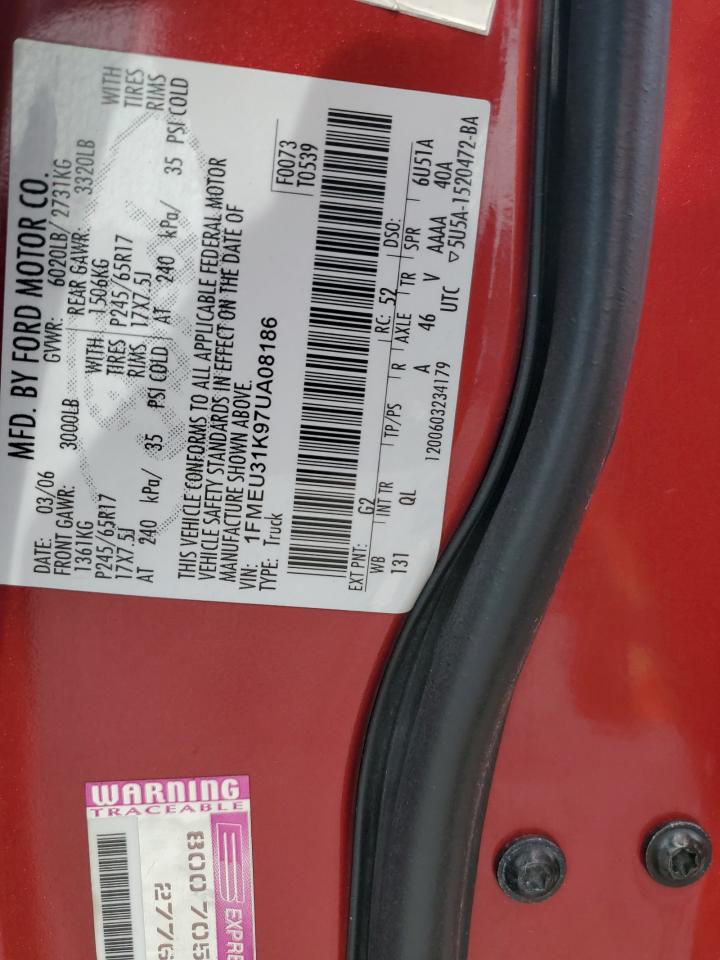 MFD. BY FORD MOTOR CO.
DATE: 03/06 GVWR: 6020LB/ 2731KG
FRONT GAWR: 3000LB REAR GAWR: 3320LB
1361KG WITH 1506KG WITH
P245/65R17 TIRES P245/65R17 TIRES
17X7.5J RIMS 17X7.5J RIMS
AT 240 kPa/ 35 PSI COLD AT 240 kPa/ 35 PSI COLD
THIS VEHICLE CONFORMS TO ALL APPLICABLE FEDERAL MOTOR
VEHICLE SAFETY STANDARDS IN EFFECT ON THE DATE OF
MANUFACTURE SHOWN ABOVE.
VIN: 1FMEU31K97UA08186
TYPE: Truck
F0073
T0539
EXT PNT: G2 RC: 52 DSO:
WB INT TR TP/PS R AXLE TR SPR
131 QL A 46 V AAAA 6U5TA
40A
1200603234179 UTC ▽5U5A-1520472-BA
WARNING
TRACEABLE
EXPRE
800 705
277